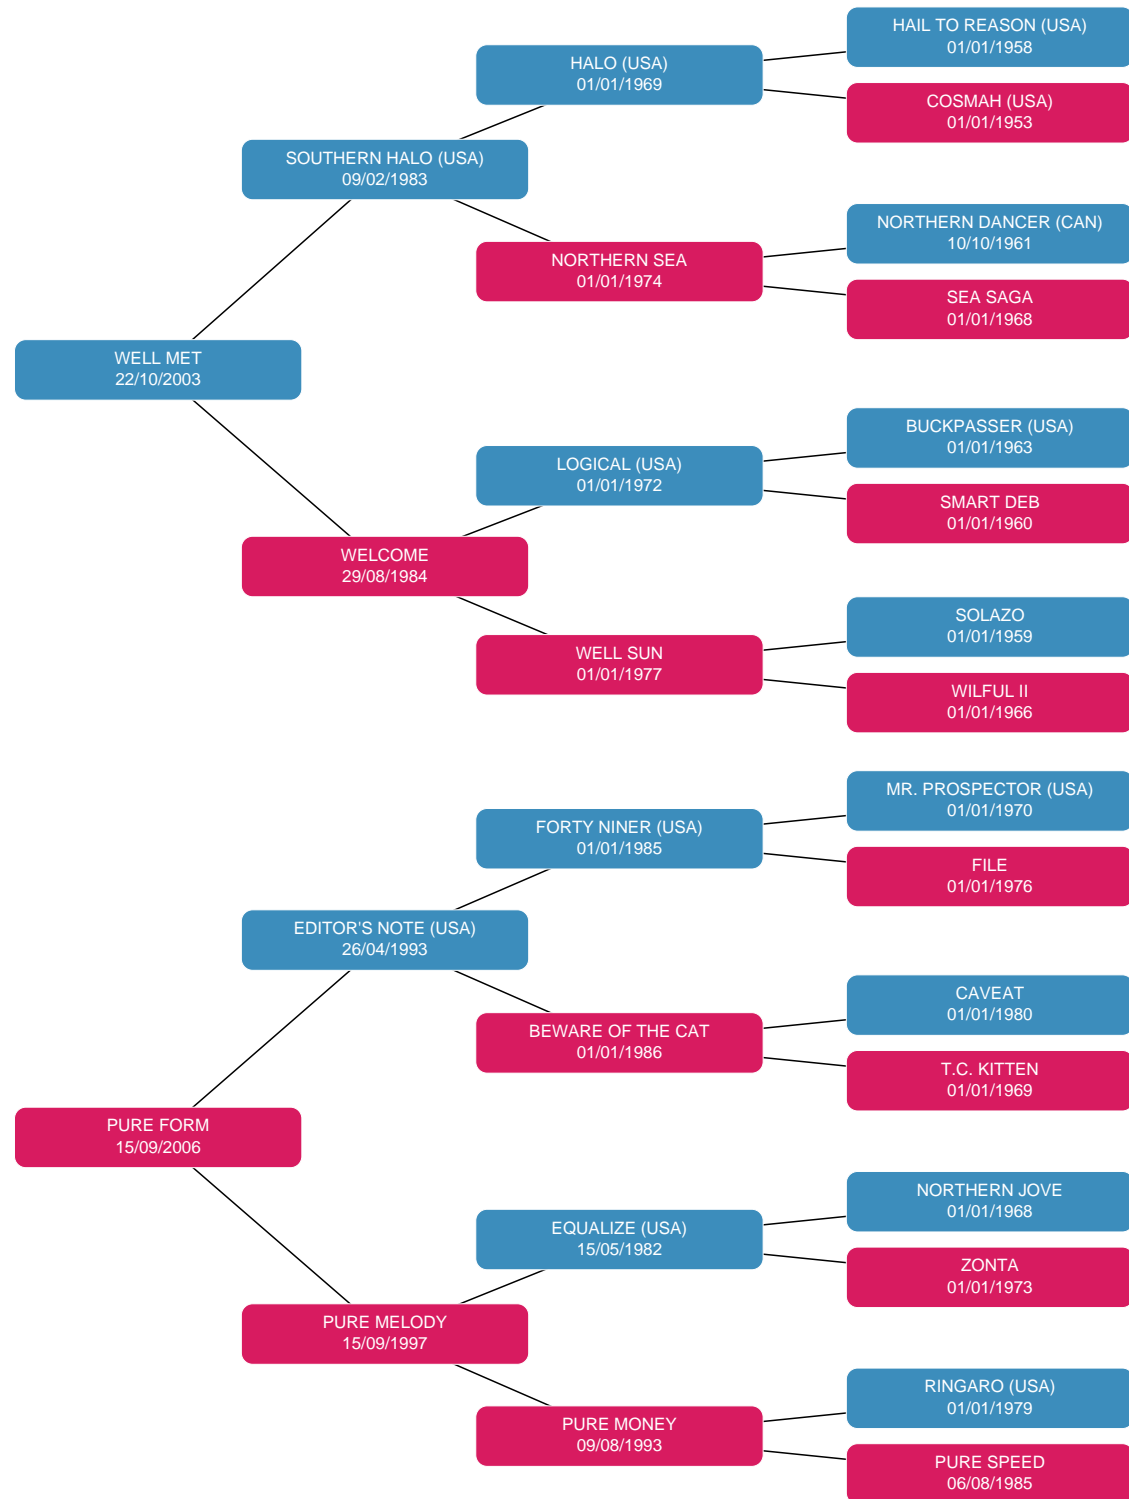 HAIL TO REASON (USA)
01/01/1958
HALO (USA)
01/01/1969
COSMAH (USA)
01/01/1953
SOUTHERN HALO (USA)
09/02/1983
NORTHERN DANCER (CAN)
10/10/1961
NORTHERN SEA
01/01/1974
SEA SAGA
01/01/1968
WELL MET
22/10/2003
BUCKPASSER (USA)
01/01/1963
LOGICAL (USA)
01/01/1972
SMART DEB
01/01/1960
WELCOME
29/08/1984
SOLAZO
01/01/1959
WELL SUN
01/01/1977
WILFUL II
01/01/1966
MR. PROSPECTOR (USA)
01/01/1970
FORTY NINER (USA)
01/01/1985
FILE
01/01/1976
EDITOR'S NOTE (USA)
26/04/1993
CAVEAT
01/01/1980
BEWARE OF THE CAT
01/01/1986
T.C. KITTEN
01/01/1969
PURE FORM
15/09/2006
NORTHERN JOVE
01/01/1968
EQUALIZE (USA)
15/05/1982
ZONTA
01/01/1973
PURE MELODY
15/09/1997
RINGARO (USA)
01/01/1979
PURE MONEY
09/08/1993
PURE SPEED
06/08/1985